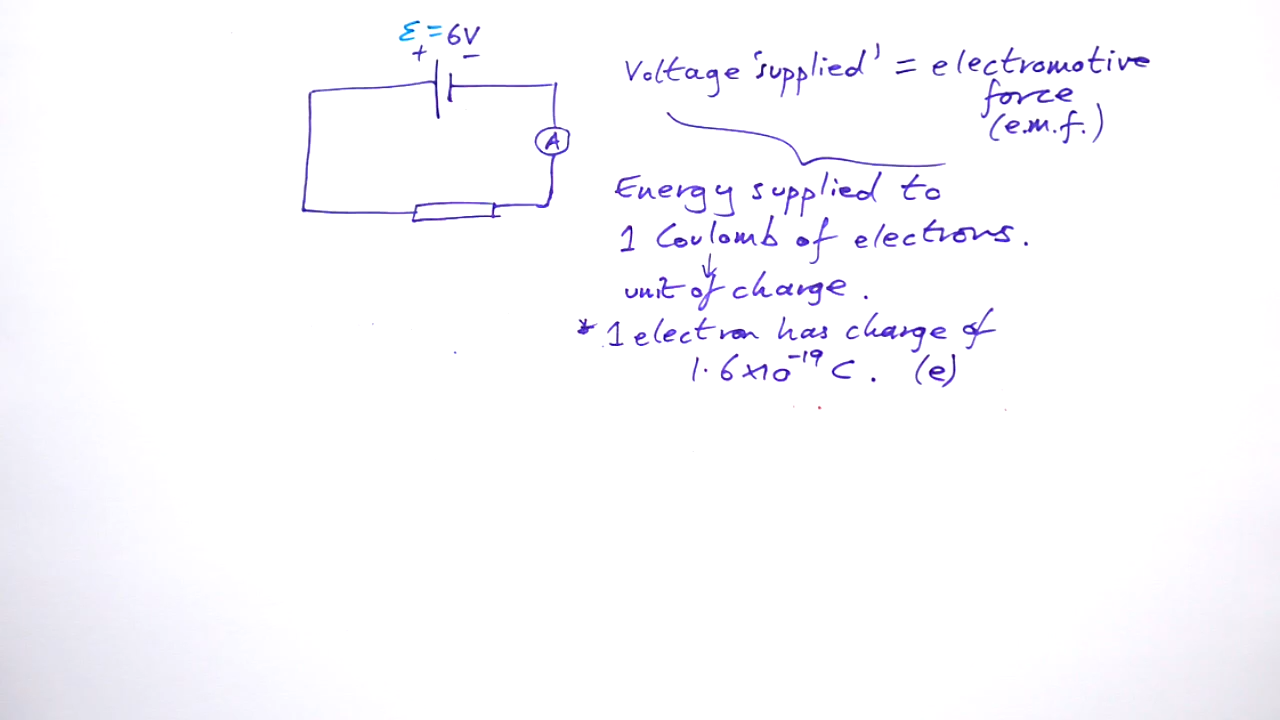 ε = 6V
+ −
A
Voltage 'supplied' = electromotive
force
(e.m.f.)
Energy supplied to
1 Coulomb of electrons.
unit of charge.
* 1 electron has charge of
1.6×10⁻¹⁹ C. (e)